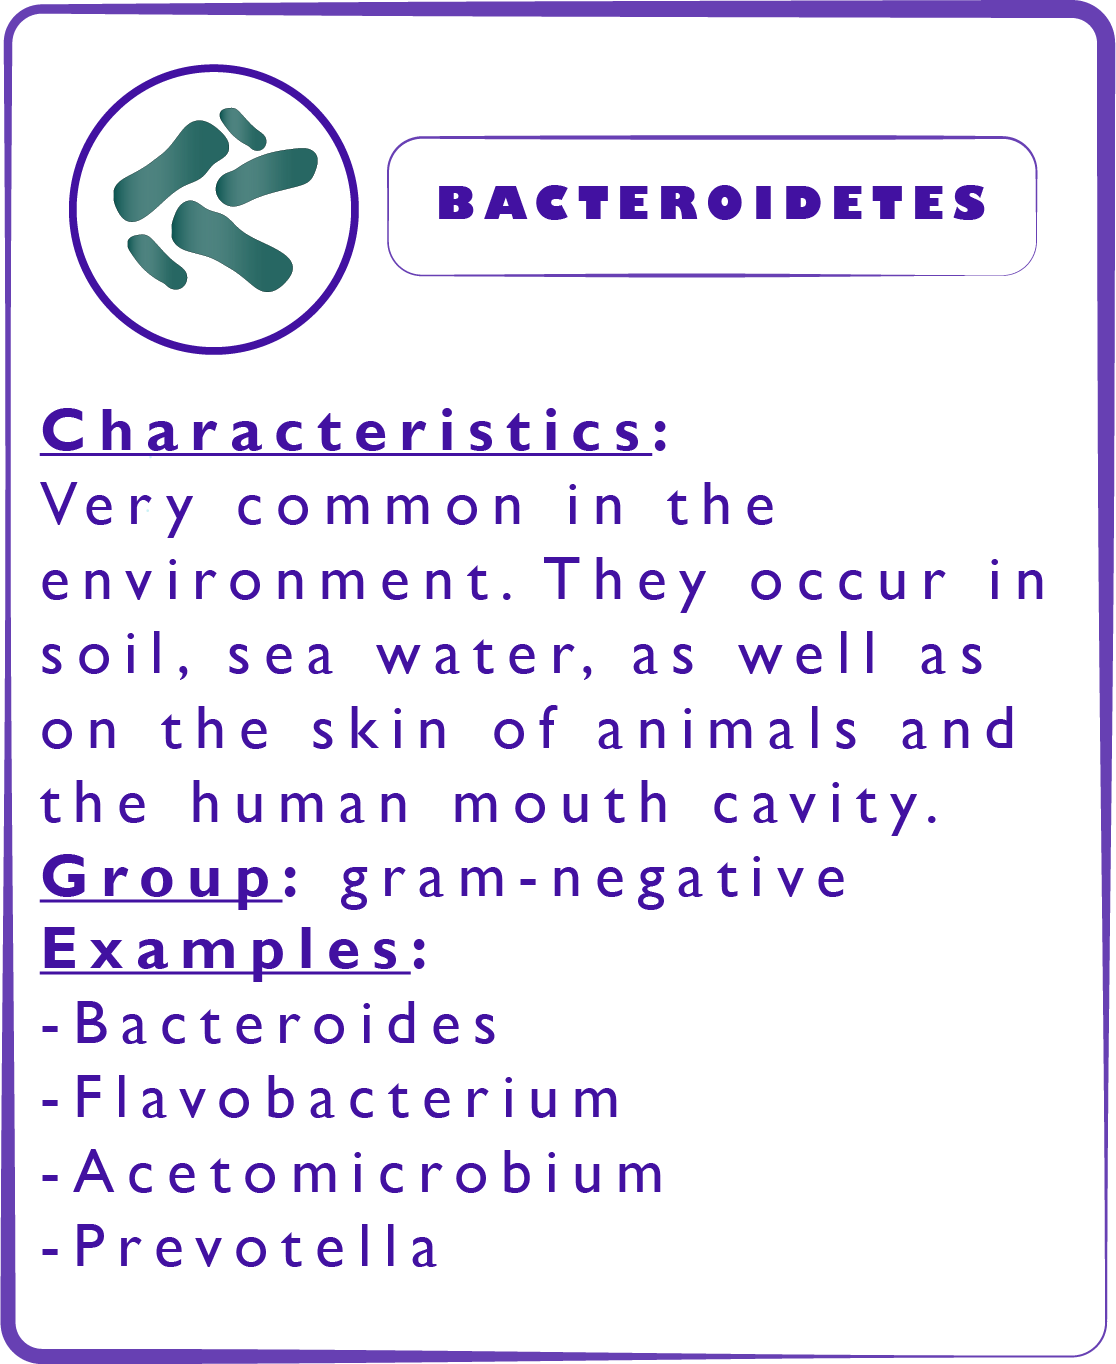 BACTEROIDETES
Characteristics:
Very common in the
environment. They occur in
soil, sea water, as well as
on the skin of animals and
the human mouth cavity.
Group: gram-negative
Examples:
-Bacteroides
-Flavobacterium
-Acetomicrobium
-Prevotella